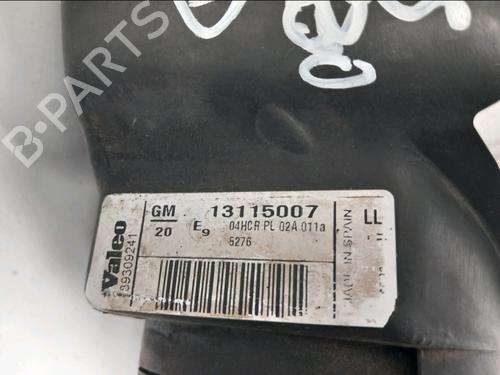 B-PARTS
GM 13115007 LL
20 E9 04HCR PL 02A 011a
5276
Valeo
89309241
MADE IN SPAIN